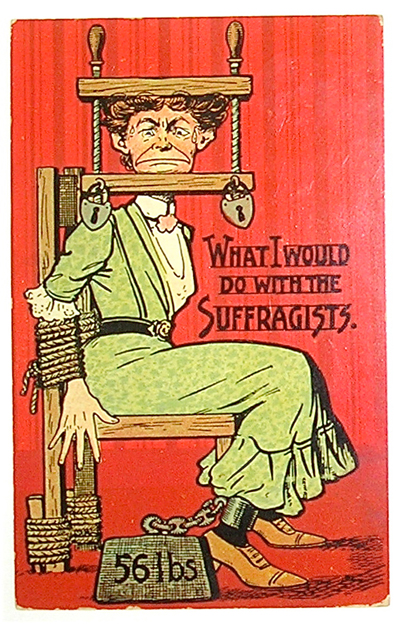 WHAT I WOULD
DO WITH THE
SUFFRAGISTS.
56 lbs